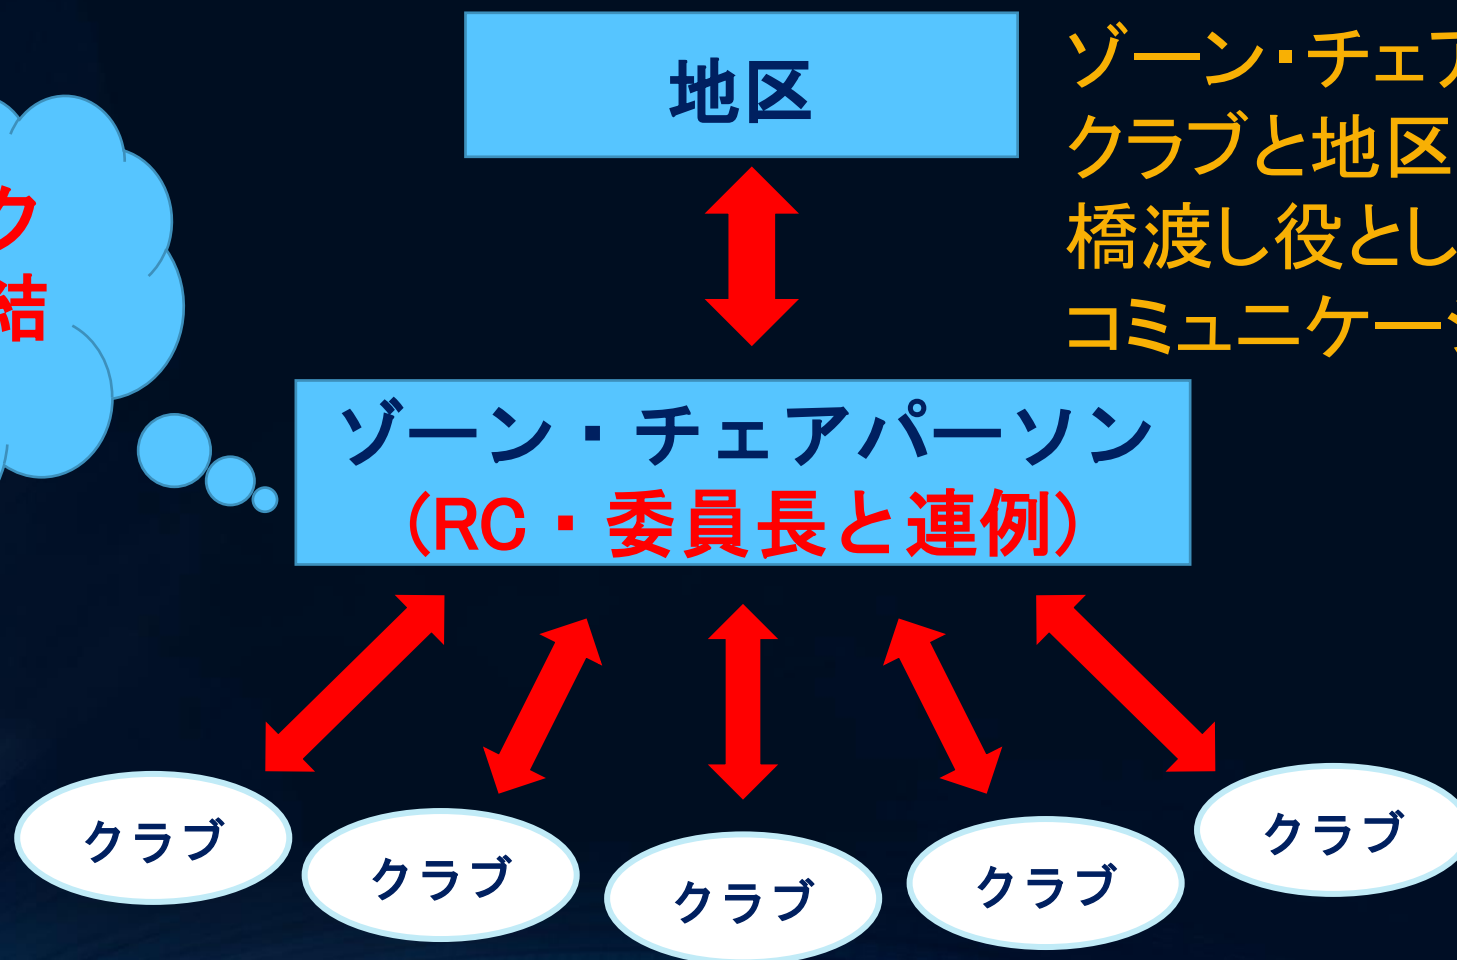 地区
ゾーン・チェア
クラブと地区
橋渡し役とし
コミュニケー
ク
結
ゾーン・チェアパーソン
(RC・委員長と連例)
クラブ
クラブ
クラブ
クラブ
クラブ